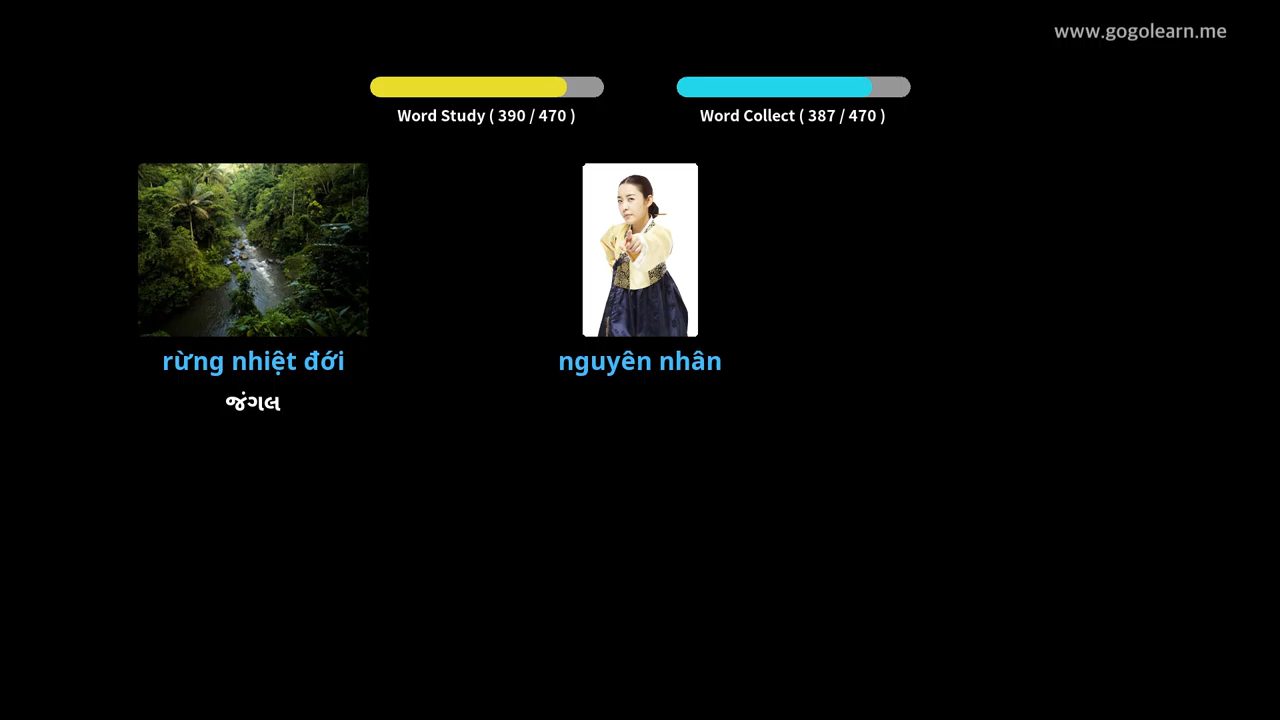 www.gogolearn.me
Word Study ( 390 / 470 )
Word Collect ( 387 / 470 )
rừng nhiệt đới
nguyên nhân
જંગલ